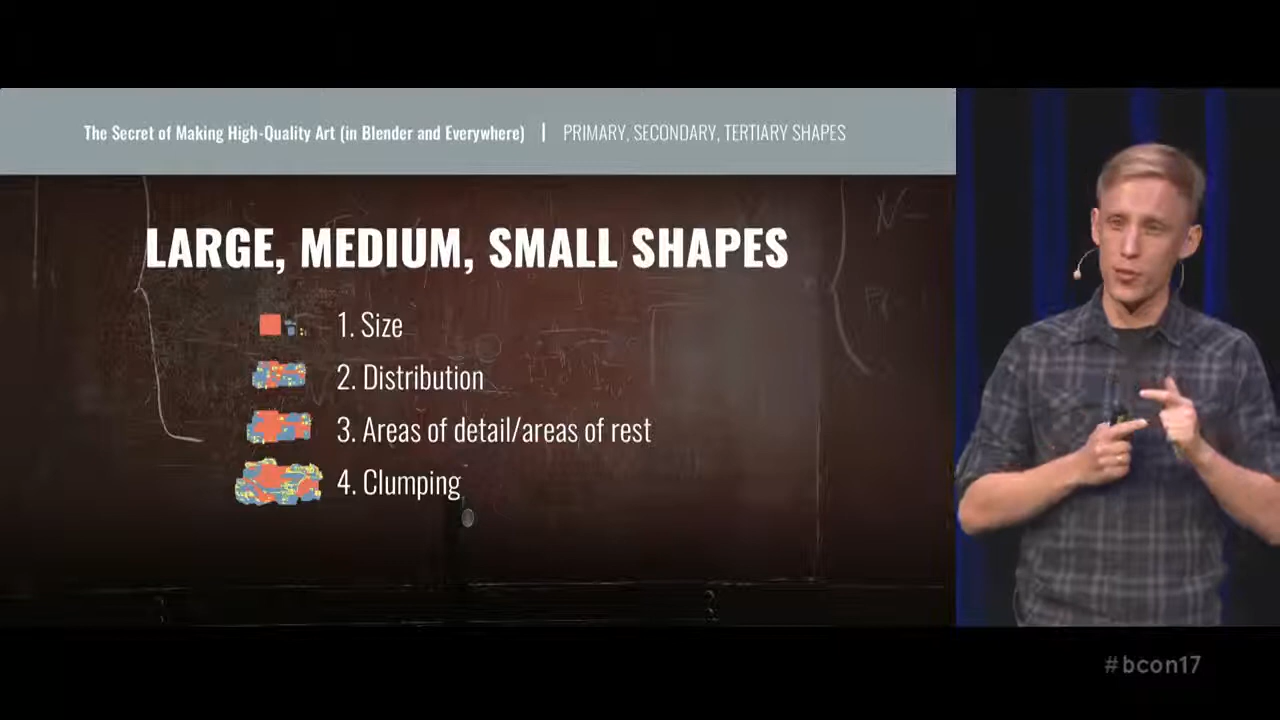 The Secret of Making High-Quality Art (in Blender and Everywhere) | PRIMARY, SECONDARY, TERTIARY SHAPES
LARGE, MEDIUM, SMALL SHAPES
1. Size
2. Distribution
3. Areas of detail/areas of rest
4. Clumping
#bcon17